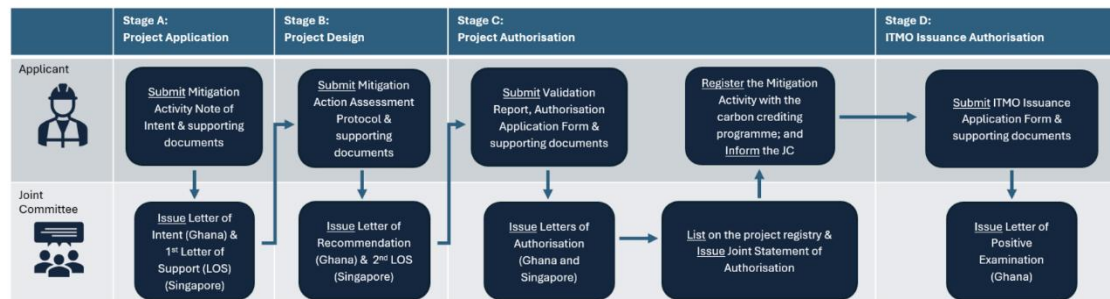 Stage A:
Project Application
Stage B:
Project Design
Stage C:
Project Authorisation
Stage D:
ITMO Issuance Authorisation
Applicant
Submit Mitigation
Activity Note of
Intent & supporting
documents
Submit Mitigation
Action Assessment
Protocol &
supporting
documents
Submit Validation
Report, Authorisation
Application Form &
supporting documents
Register the Mitigation
Activity with the
carbon crediting
programme; and
Inform the JC
Submit ITMO Issuance
Application Form &
supporting documents
Joint
Committee
Issue Letter of
Intent (Ghana) &
1st Letter of
Support (LOS)
(Singapore)
Issue Letter of
Recommendation
(Ghana) & 2nd LOS
(Singapore)
Issue Letters of
Authorisation
(Ghana and
Singapore)
List on the project registry &
Issue Joint Statement of
Authorisation
Issue Letter of
Positive
Examination
(Ghana)